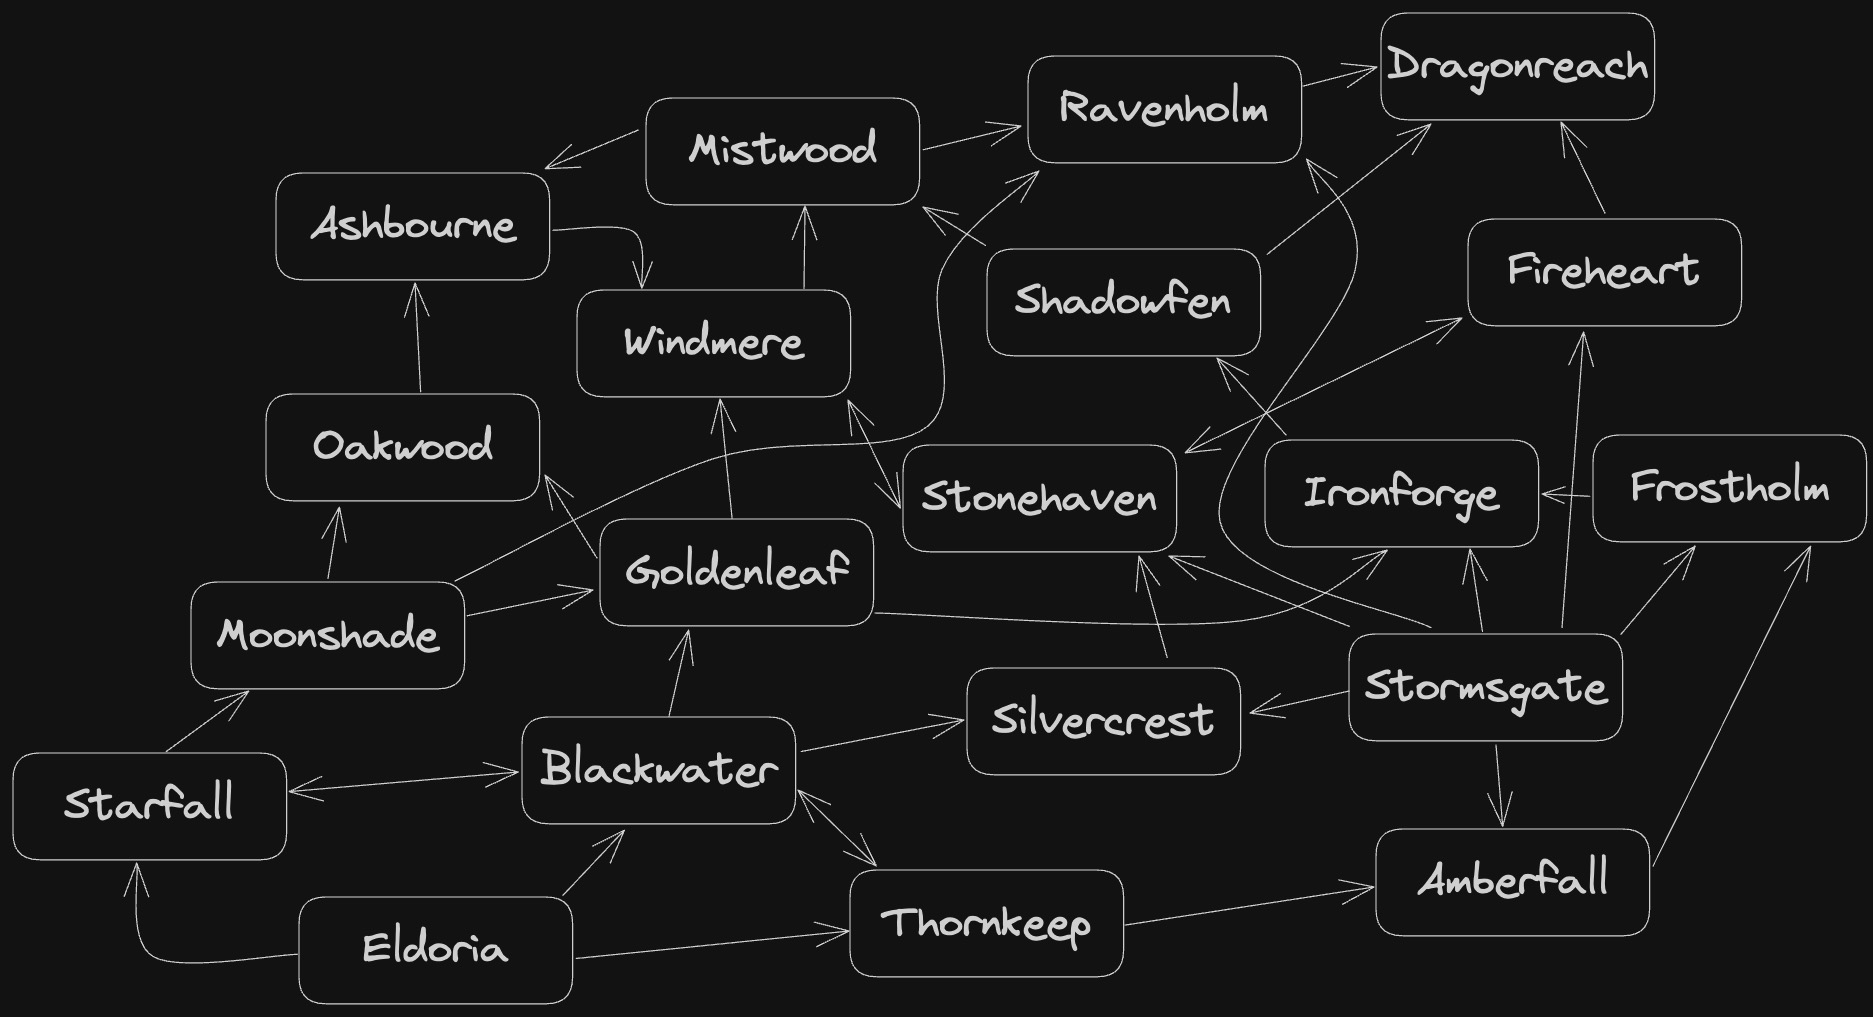 Dragonreach
Ravenholm
Mistwood
Ashbourne
Fireheart
Shadowfen
Windmere
Oakwood
Stonehaven
Ironforge
Frostholm
Goldenleaf
Moonshade
Stormsgate
Silvercrest
Blackwater
Starfall
Amberfall
Thornkeep
Eldoria